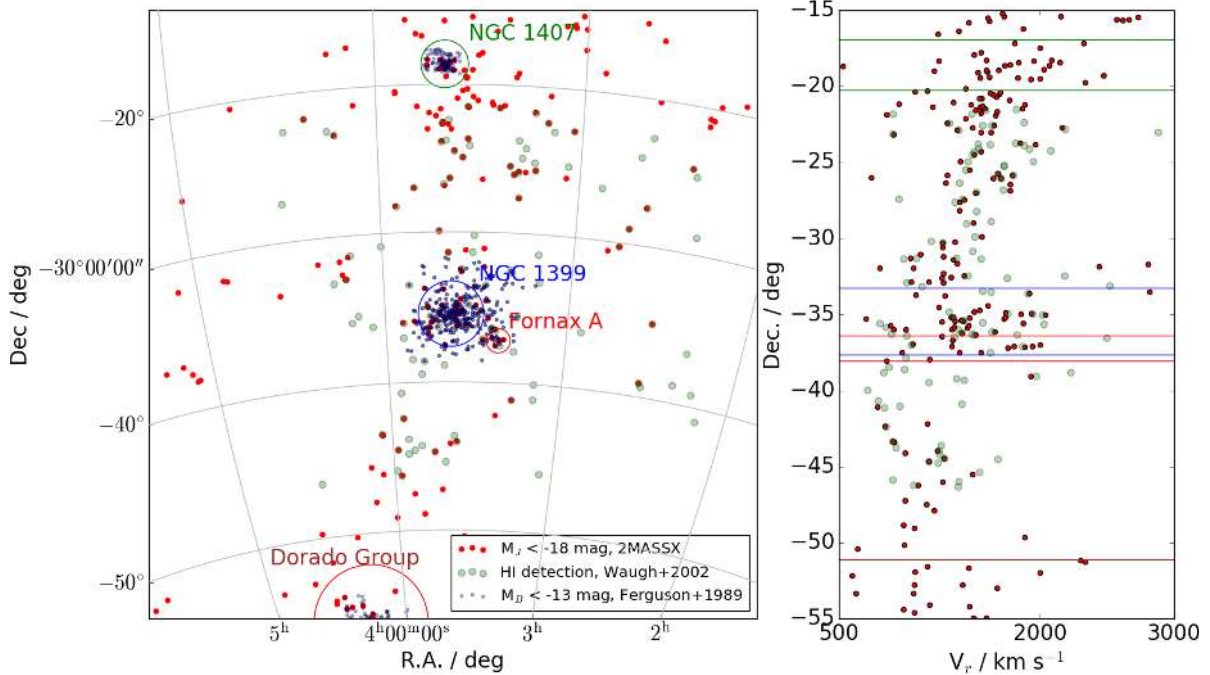 NGC 1407
NGC 1399
Fornax A
Dorado Group
M_J < -18 mag, 2MASSX
HI detection, Waugh+2002
M_B < -13 mag, Ferguson+1989
Dec / deg
−20°
−30°00′00″
−40°
−50°
5ʰ
4ʰ00ᵐ00ˢ
3ʰ
2ʰ
R.A. / deg
Dec. / deg
−15
−20
−25
−30
−35
−40
−45
−50
−55
500
2000
3000
V_r / km s⁻¹